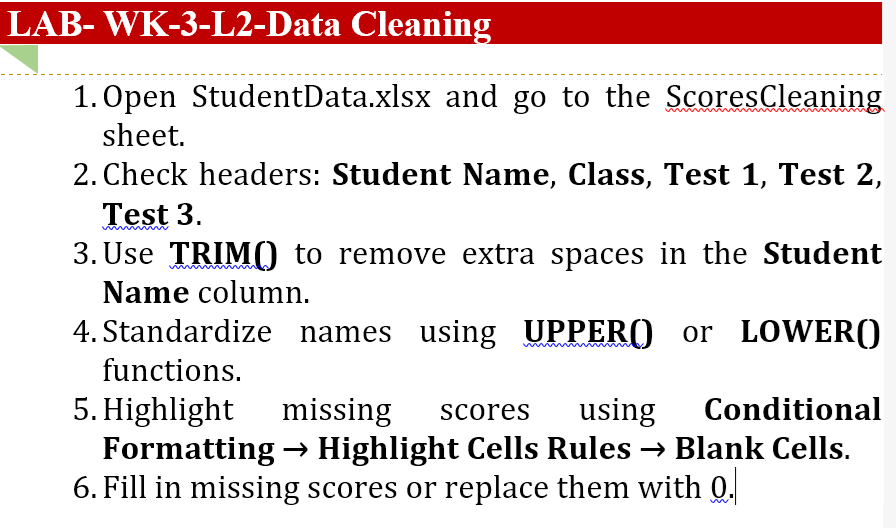 LAB- WK-3-L2-Data Cleaning
1. Open StudentData.xlsx and go to the ScoresCleaning
sheet.
2. Check headers: Student Name, Class, Test 1, Test 2,
Test 3.
3. Use TRIM() to remove extra spaces in the Student
Name column.
4. Standardize names using UPPER() or LOWER()
functions.
5. Highlight missing scores using Conditional
Formatting → Highlight Cells Rules → Blank Cells.
6. Fill in missing scores or replace them with 0.